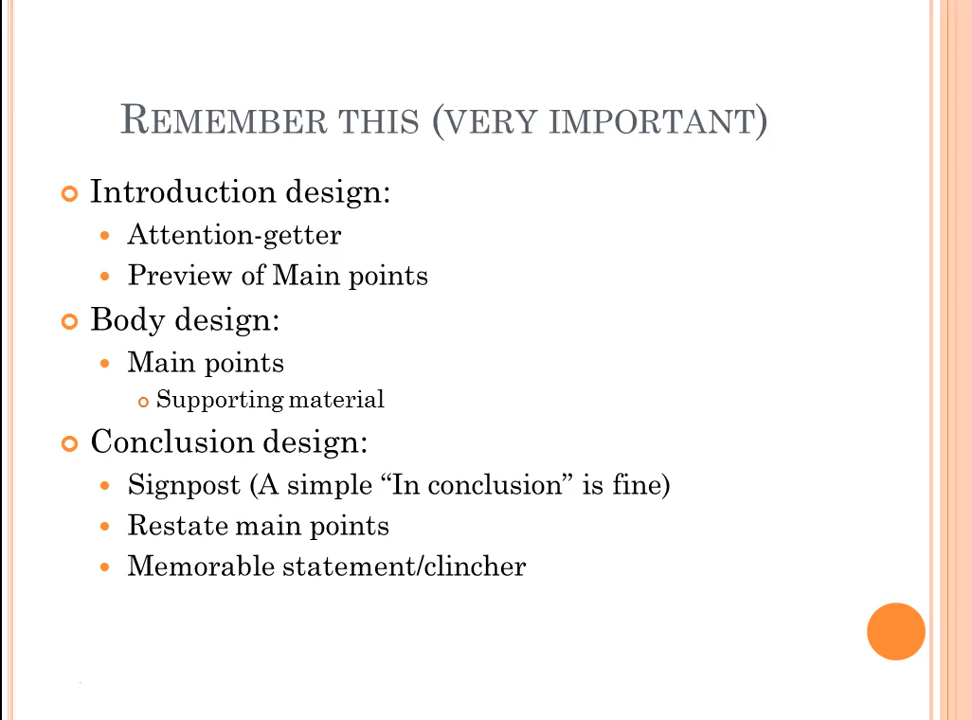 Remember this (very important)
Introduction design:
Attention-getter
Preview of Main points
Body design:
Main points
Supporting material
Conclusion design:
Signpost (A simple “In conclusion” is fine)
Restate main points
Memorable statement/clincher